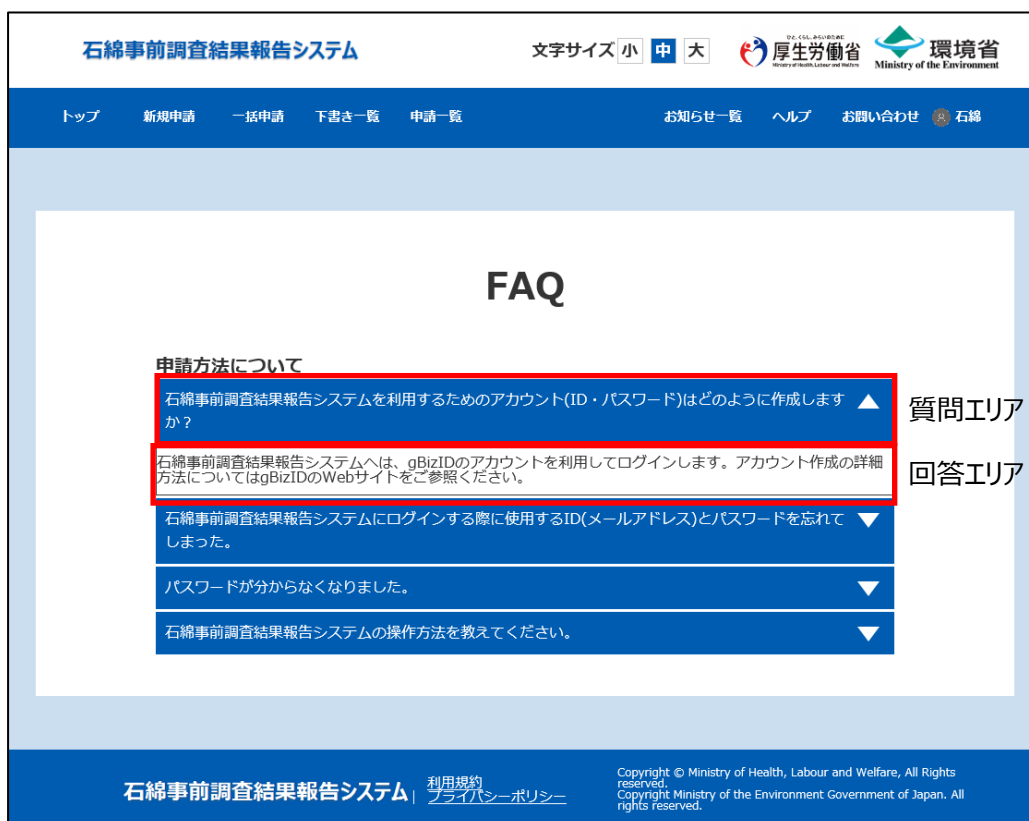 石綿事前調査結果報告システム
文字サイズ 小 中 大
ひと、くらし、みらいのために
厚生労働省
Ministry of Health, Labour and Welfare
環境省
Ministry of the Environment
トップ 新規申請 一括申請 下書き一覧 申請一覧 お知らせ一覧 ヘルプ お問い合わせ 石綿
FAQ
申請方法について
石綿事前調査結果報告システムを利用するためのアカウント(ID・パスワード)はどのように作成します
か？
質問エリア
石綿事前調査結果報告システムへは、gBizIDのアカウントを利用してログインします。アカウント作成の詳細
方法についてはgBizIDのWebサイトをご参照ください。
回答エリア
石綿事前調査結果報告システムにログインする際に使用するID(メールアドレス)とパスワードを忘れて
しまった。
パスワードが分からなくなりました。
石綿事前調査結果報告システムの操作方法を教えてください。
石綿事前調査結果報告システム
利用規約
プライバシーポリシー
Copyright © Ministry of Health, Labour and Welfare, All Rights
reserved.
Copyright Ministry of the Environment Government of Japan. All
rights reserved.